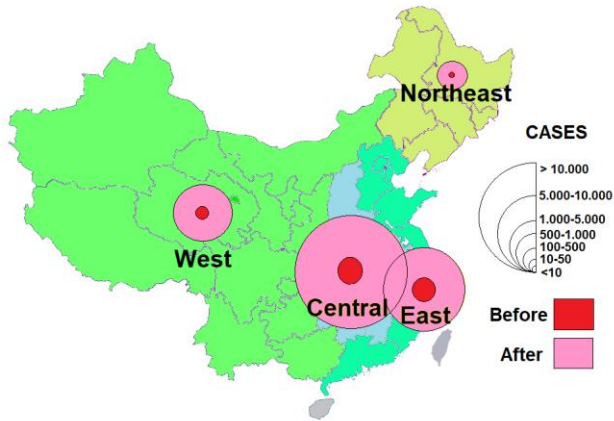 Northeast
CASES
> 10.000
5.000-10.000
1.000-5.000
500-1.000
100-500
10-50
<10
West
Central
East
Before
After